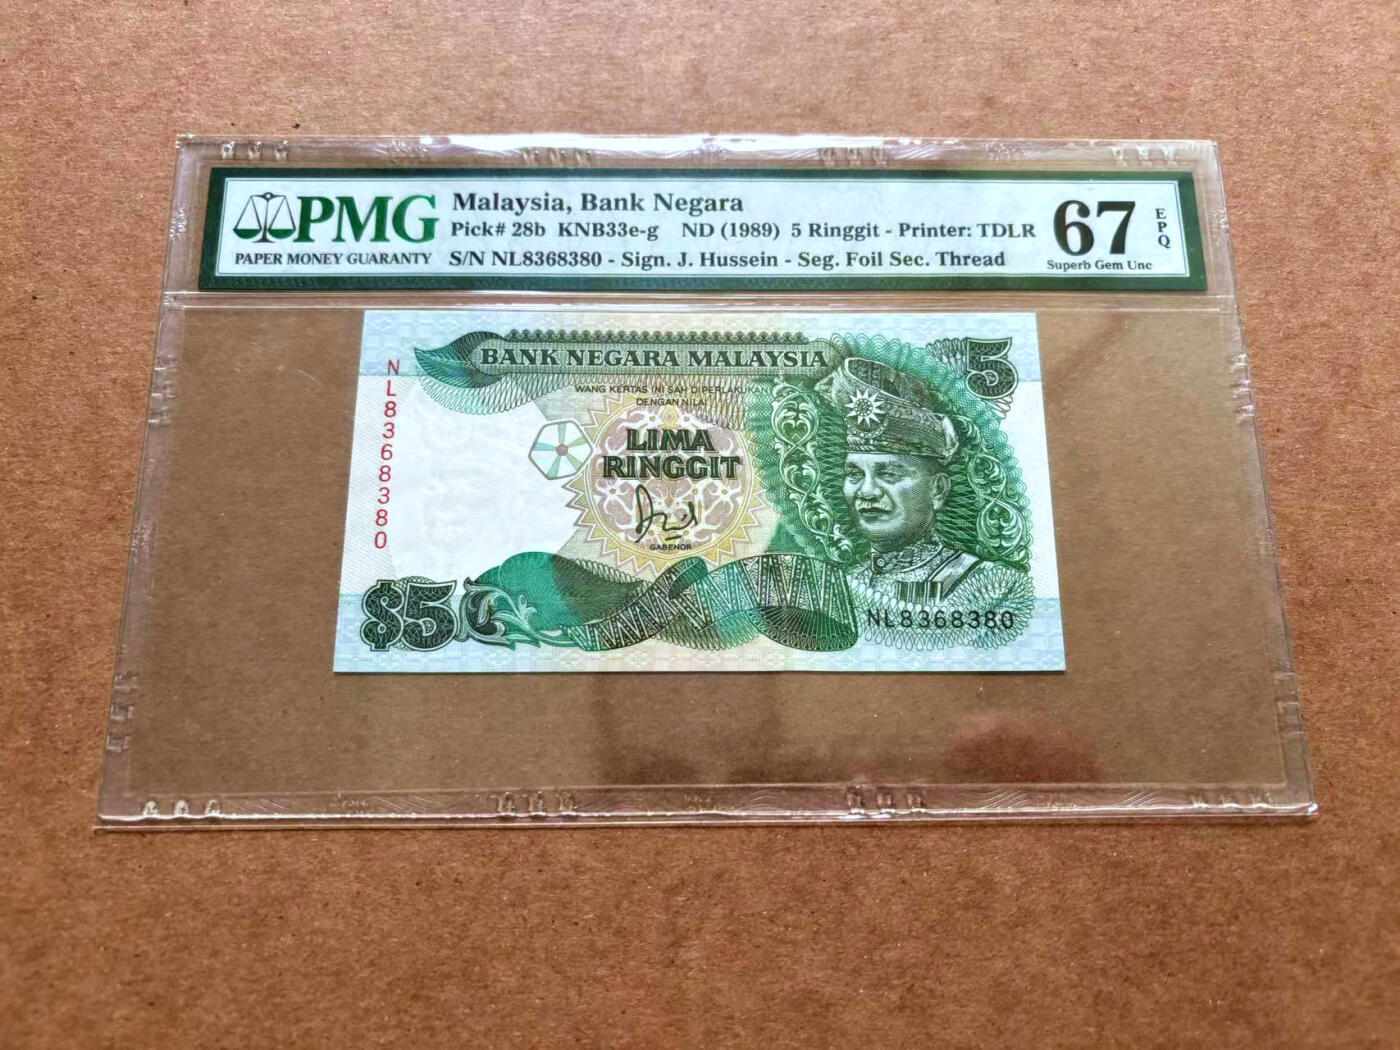 PMG
PAPER MONEY GUARANTY
Malaysia, Bank Negara
Pick# 28b KNB33e-g ND (1989) 5 Ringgit - Printer: TDLR
S/N NL8368380 - Sign. J. Hussein - Seg. Foil Sec. Thread
67
Superb Gem Unc
EPQ
BANK NEGARA MALAYSIA
5
WANG KERTAS INI SAH DIPERLAKUKAN
DENGAN NILAI
LIMA
RINGGIT
GABENOR
NL8368380
$5
NL8368380